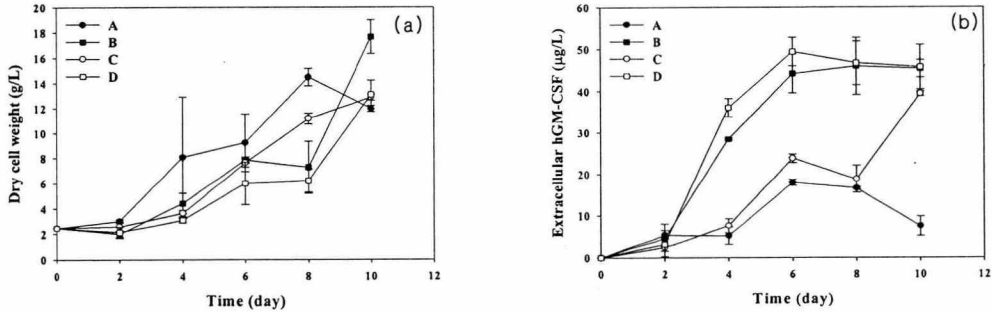 (a)
A
B
C
D
Dry cell weight (g/L)
20
18
16
14
12
10
8
6
4
2
0
0 2 4 6 8 10 12
Time (day)
(b)
A
B
C
D
Extracellular hGM-CSF (μg/L)
60
50
40
30
20
10
0
0 2 4 6 8 10 12
Time (day)